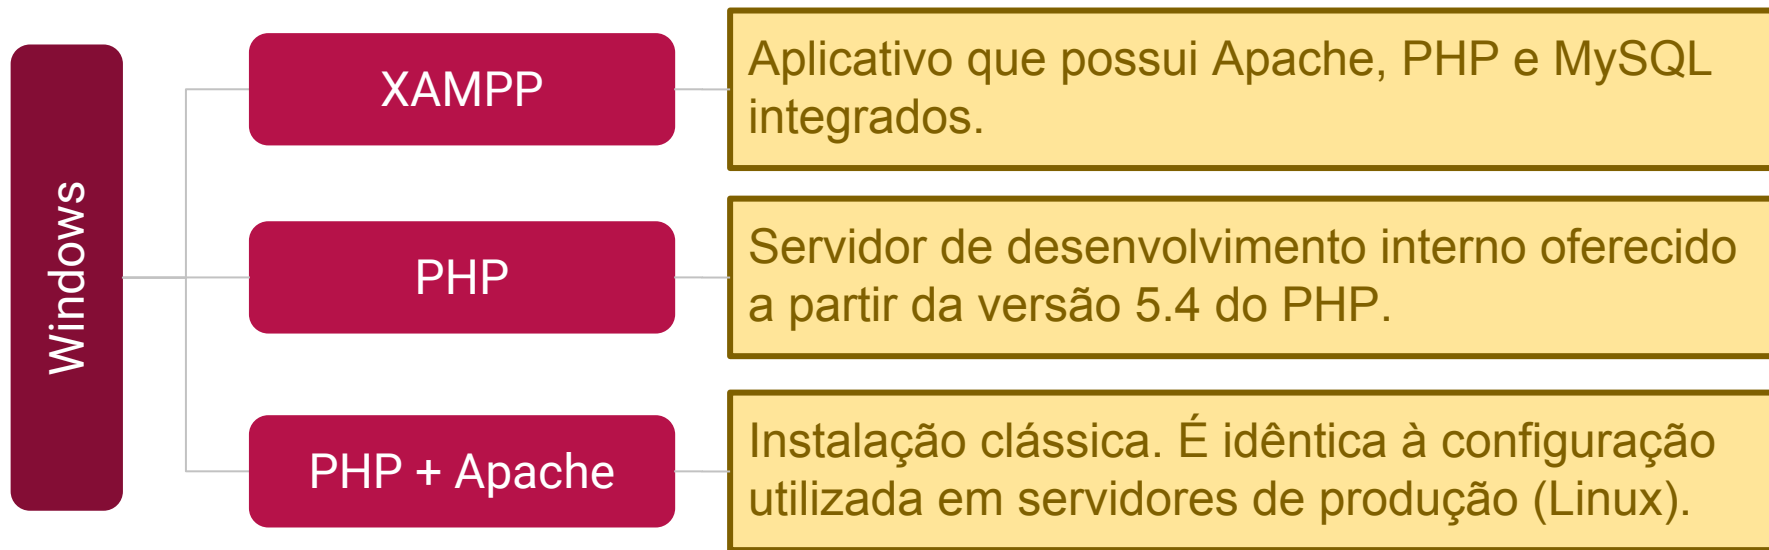 Windows
XAMPP
Aplicativo que possui Apache, PHP e MySQL
integrados.
PHP
Servidor de desenvolvimento interno oferecido
a partir da versão 5.4 do PHP.
PHP + Apache
Instalação clássica. É idêntica à configuração
utilizada em servidores de produção (Linux).